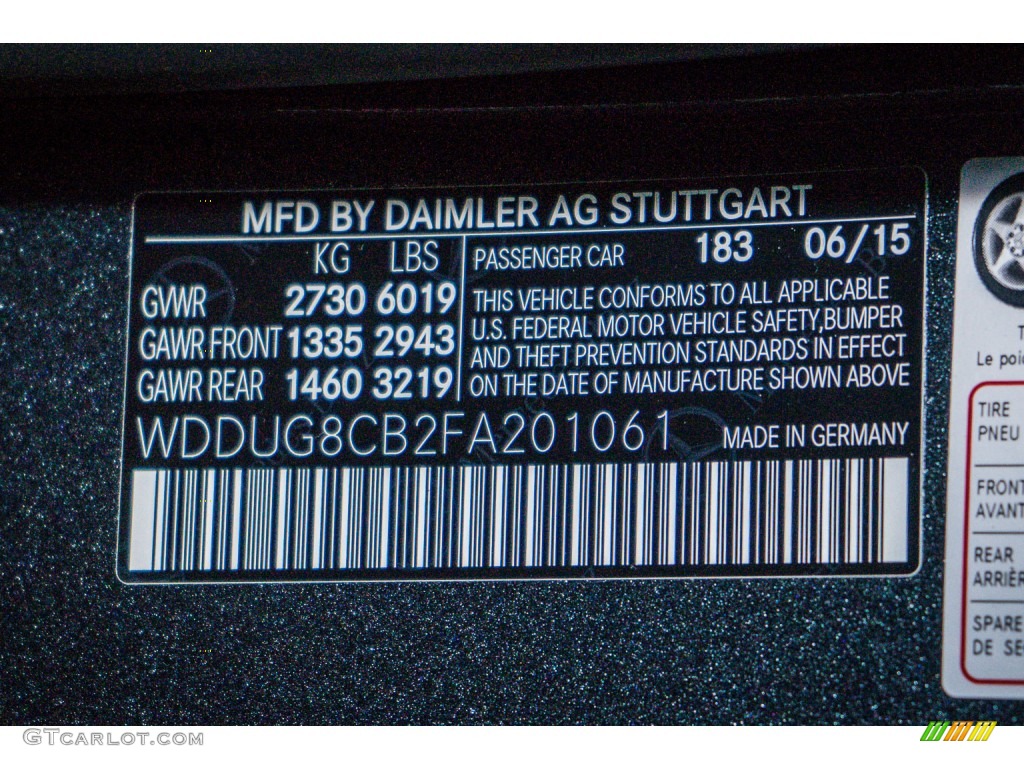 MFD BY DAIMLER AG STUTTGART
KG LBS
GVWR 2730 6019
GAWR FRONT 1335 2943
GAWR REAR 1460 3219
PASSENGER CAR 183 06/15
THIS VEHICLE CONFORMS TO ALL APPLICABLE
U.S. FEDERAL MOTOR VEHICLE SAFETY,BUMPER
AND THEFT PREVENTION STANDARDS IN EFFECT
ON THE DATE OF MANUFACTURE SHOWN ABOVE
WDDUG8CB2FA201061 MADE IN GERMANY
Le poi
TIRE
PNEU
FRONT
AVANT
REAR
ARRIÈR
SPARE
DE SE
GTCARLOT.COM